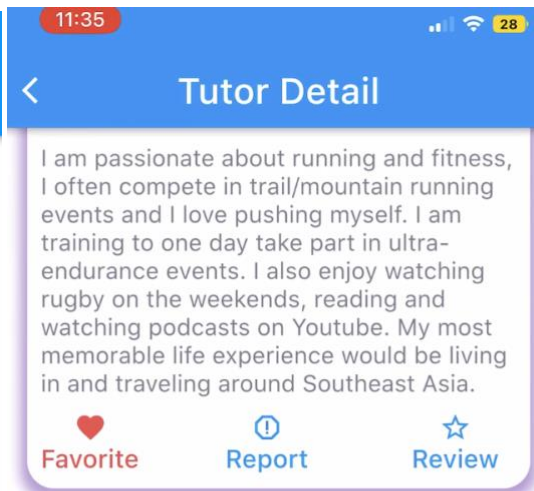 11:35
28
Tutor Detail
I am passionate about running and fitness,
I often compete in trail/mountain running
events and I love pushing myself. I am
training to one day take part in ultra-
endurance events. I also enjoy watching
rugby on the weekends, reading and
watching podcasts on Youtube. My most
memorable life experience would be living
in and traveling around Southeast Asia.
Favorite Report Review